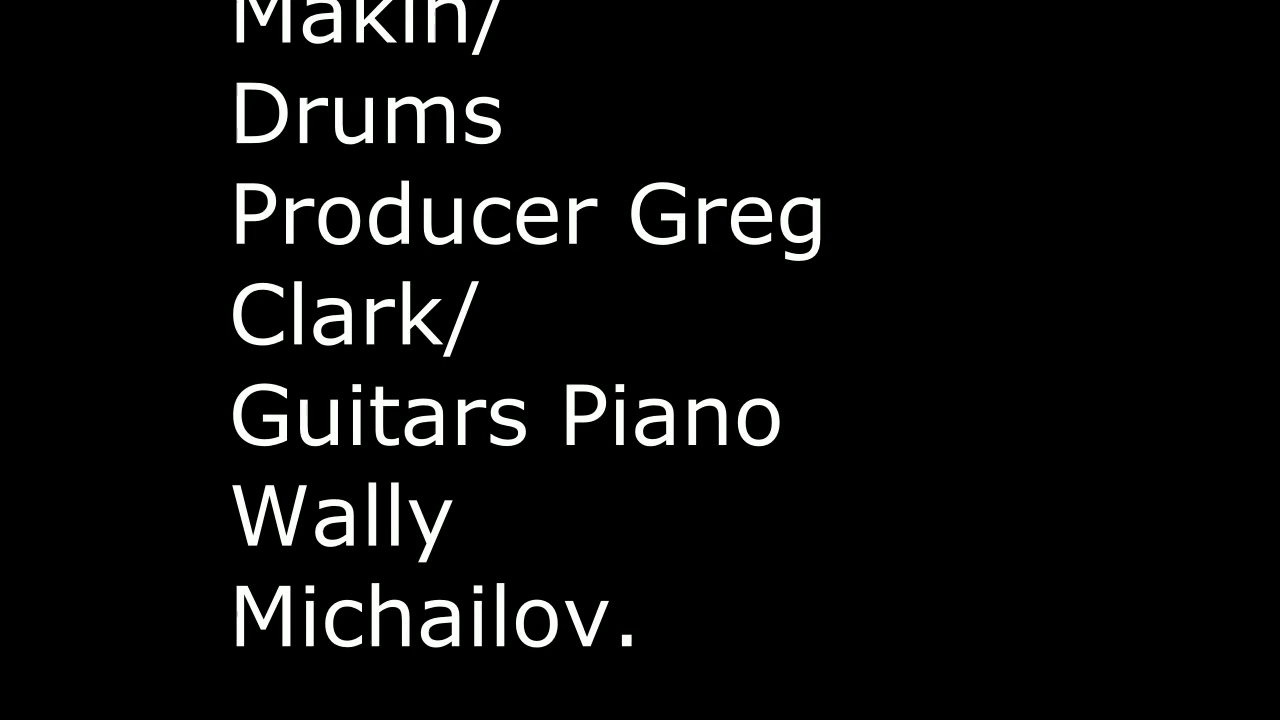 Makin/
Drums
Producer Greg
Clark/
Guitars Piano
Wally
Michailov.